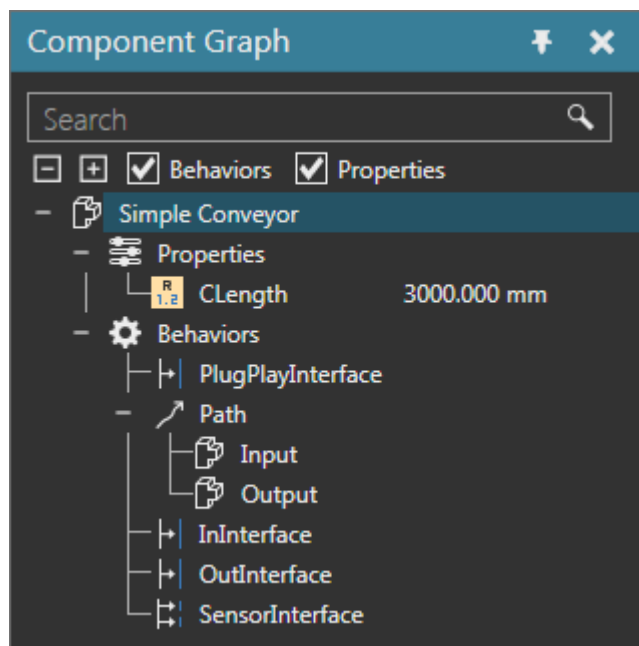 Component Graph
Search
Behaviors Properties
Simple Conveyor
Properties
R 1.2 CLength 3000.000 mm
Behaviors
PlugPlayInterface
Path
Input
Output
InInterface
OutInterface
SensorInterface